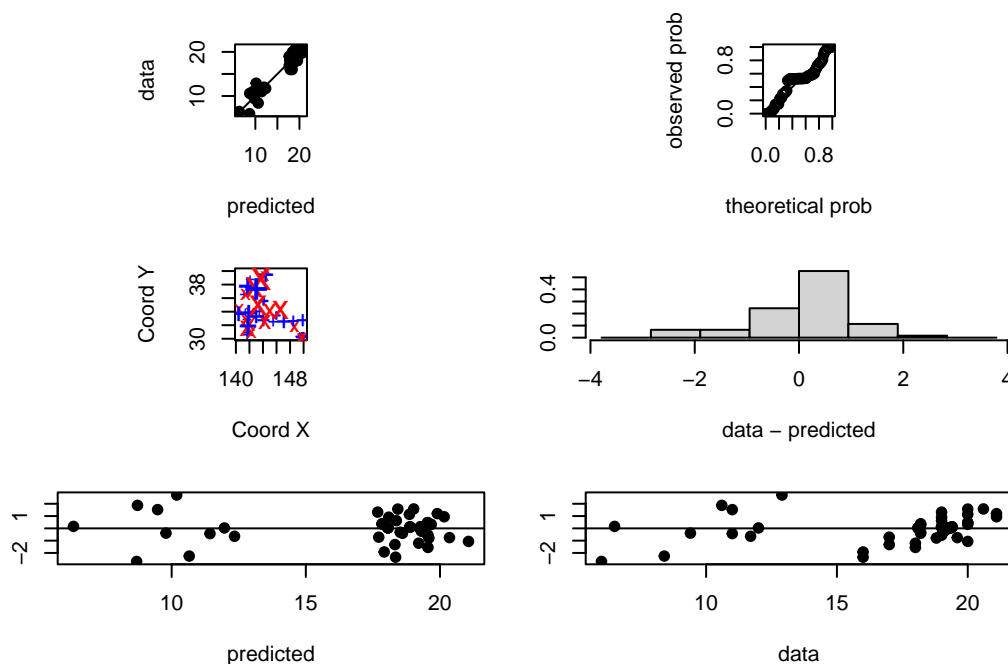 data
20
10
10 20
predicted
observed prob
0.8
0.0
0.0 0.8
theoretical prob
Coord Y
38
30
140 148
Coord X
0.4
0.0
−4 −2 0 2 4
data − predicted
1
−2
10 15 20
predicted
1
−2
10 15 20
data